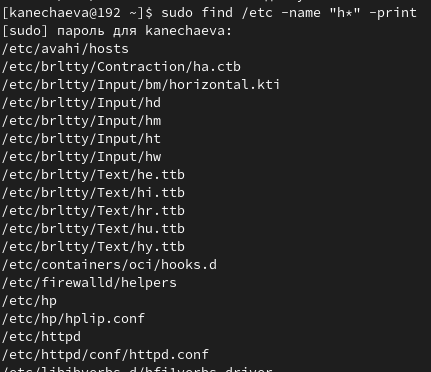 [kanechaeva@192 ~]$ sudo find /etc -name "h*" -print
[sudo] пароль для kanechaeva:
/etc/avahi/hosts
/etc/brltty/Contraction/ha.ctb
/etc/brltty/Input/bm/horizontal.kti
/etc/brltty/Input/hd
/etc/brltty/Input/hm
/etc/brltty/Input/ht
/etc/brltty/Input/hw
/etc/brltty/Text/he.ttb
/etc/brltty/Text/hi.ttb
/etc/brltty/Text/hr.ttb
/etc/brltty/Text/hu.ttb
/etc/brltty/Text/hy.ttb
/etc/containers/oci/hooks.d
/etc/firewalld/helpers
/etc/hp
/etc/hp/hplip.conf
/etc/httpd
/etc/httpd/conf/httpd.conf
/etc/libibverbs.d/hfi1verbs.driver